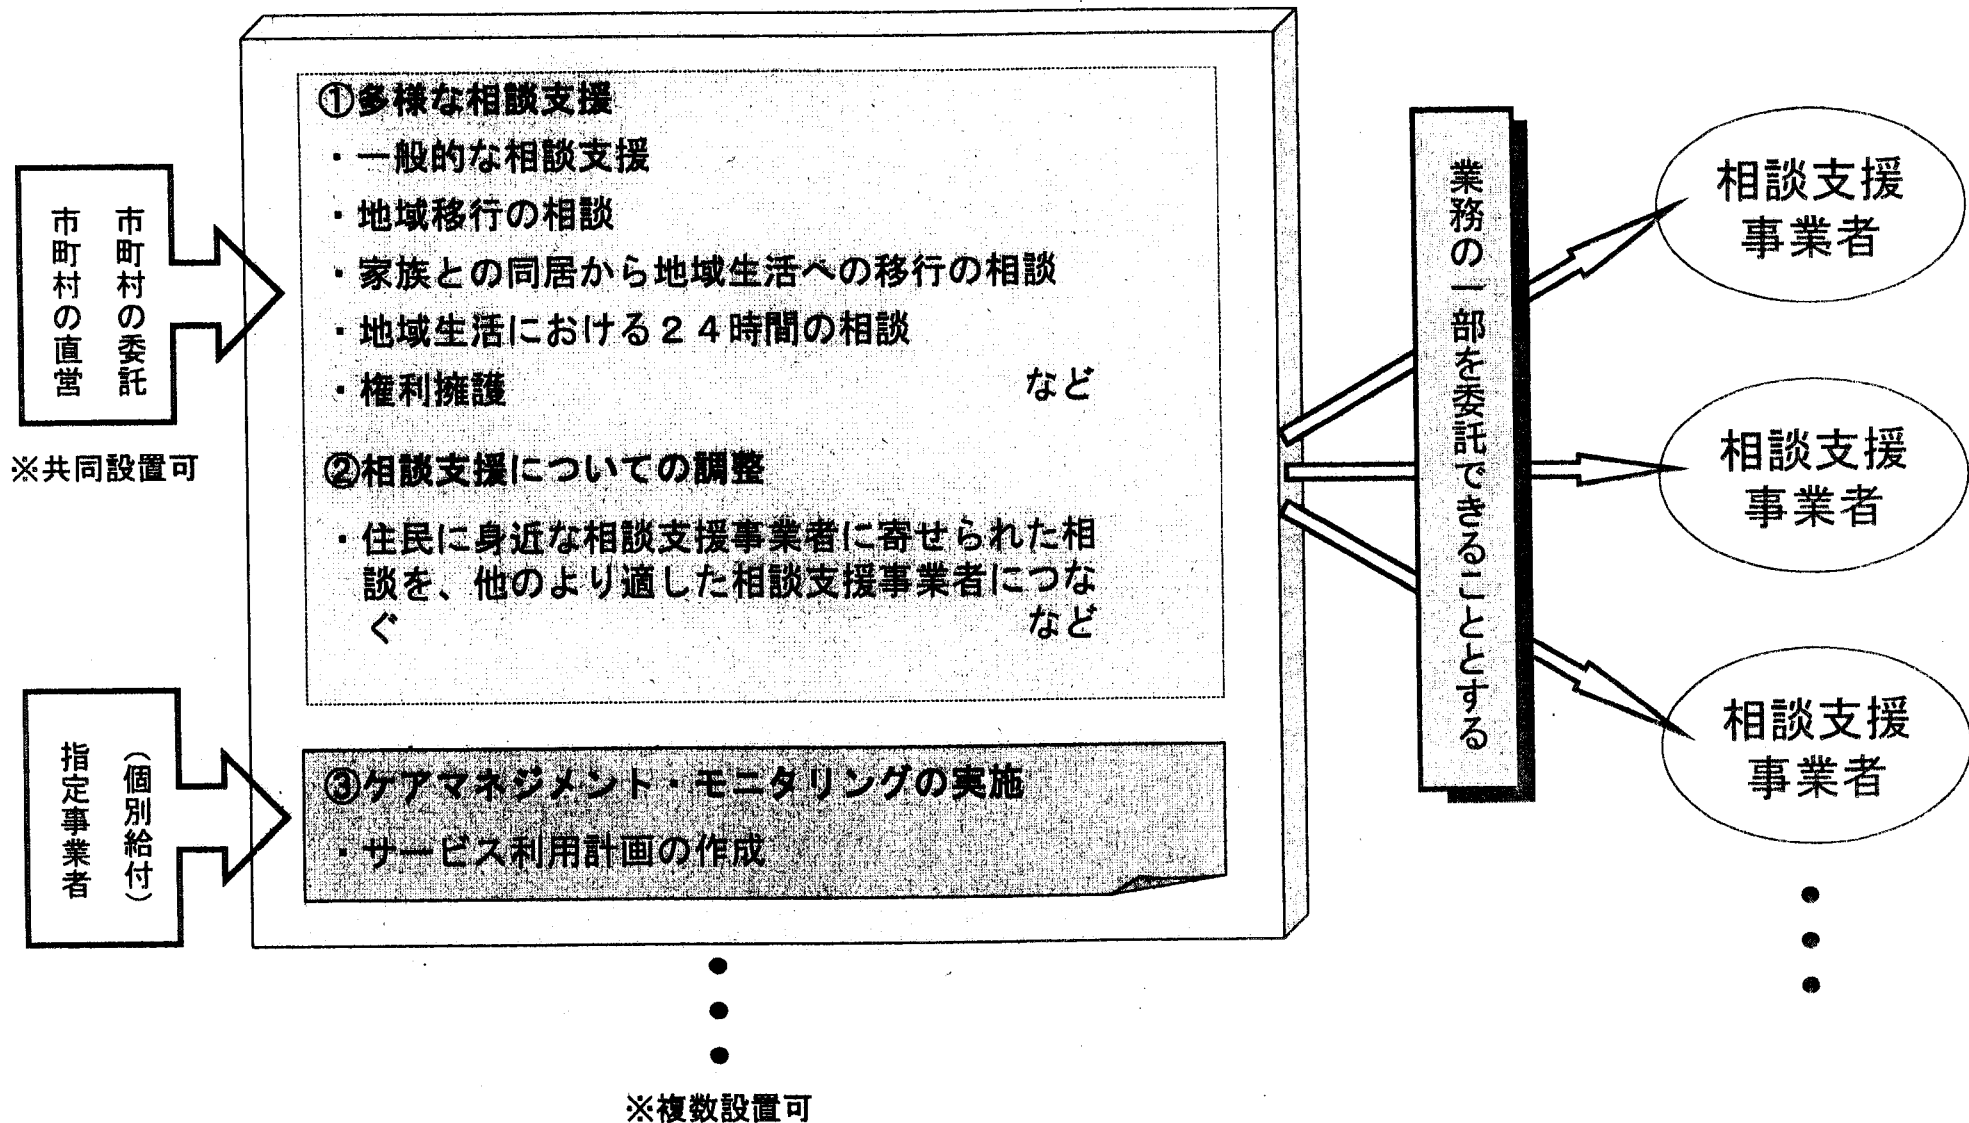 市町村の委託
市町村の直営
※共同設置可
（個別給付）
指定事業者
①多様な相談支援
・一般的な相談支援
・地域移行の相談
・家族との同居から地域生活への移行の相談
・地域生活における２４時間の相談
・権利擁護 など
②相談支援についての調整
・住民に身近な相談支援事業者に寄せられた相
談を、他のより適した相談支援事業者につな
ぐ など
③ケアマネジメント・モニタリングの実施
・サービス利用計画の作成
※複数設置可
業務の一部を委託できることとする
相談支援
事業者
相談支援
事業者
相談支援
事業者